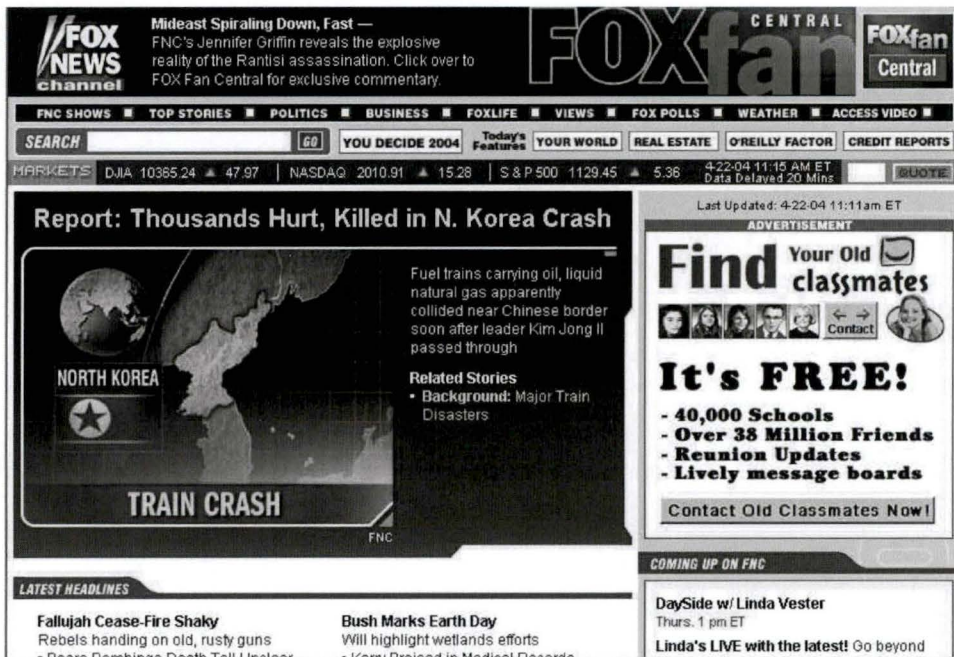 FOX
NEWS
channel
Mideast Spiraling Down, Fast —
FNC's Jennifer Griffin reveals the explosive
reality of the Rantisi assassination. Click over to
FOX Fan Central for exclusive commentary.
FOXfan
CENTRAL
FOXfan
Central
FNC SHOWS TOP STORIES POLITICS BUSINESS FOXLIFE VIEWS FOX POLLS WEATHER ACCESS VIDEO
SEARCH GO YOU DECIDE 2004 Today's Features YOUR WORLD REAL ESTATE O'REILLY FACTOR CREDIT REPORTS
MARKETS DJIA 10365.24 ▲ 47.97 | NASDAQ 2010.91 ▲ 15.28 | S & P 500 1129.45 ▲ 5.36 4-22-04 11:15 AM ET
Data Delayed 20 Mins QUOTE
Report: Thousands Hurt, Killed in N. Korea Crash
NORTH KOREA
TRAIN CRASH
FNC
Fuel trains carrying oil, liquid
natural gas apparently
collided near Chinese border
soon after leader Kim Jong Il
passed through
Related Stories
• Background: Major Train
Disasters
Last Updated: 4-22-04 11:11am ET
ADVERTISEMENT
Find Your Old
classmates
Contact
It's FREE!
- 40,000 Schools
- Over 38 Million Friends
- Reunion Updates
- Lively message boards
Contact Old Classmates Now!
COMING UP ON FNC
DaySide w/ Linda Vester
Thurs. 1 pm ET
Linda's LIVE with the latest! Go beyond
LATEST HEADLINES
Fallujah Cease-Fire Shaky
Rebels handing on old, rusty guns
Bush Marks Earth Day
Will highlight wetlands efforts